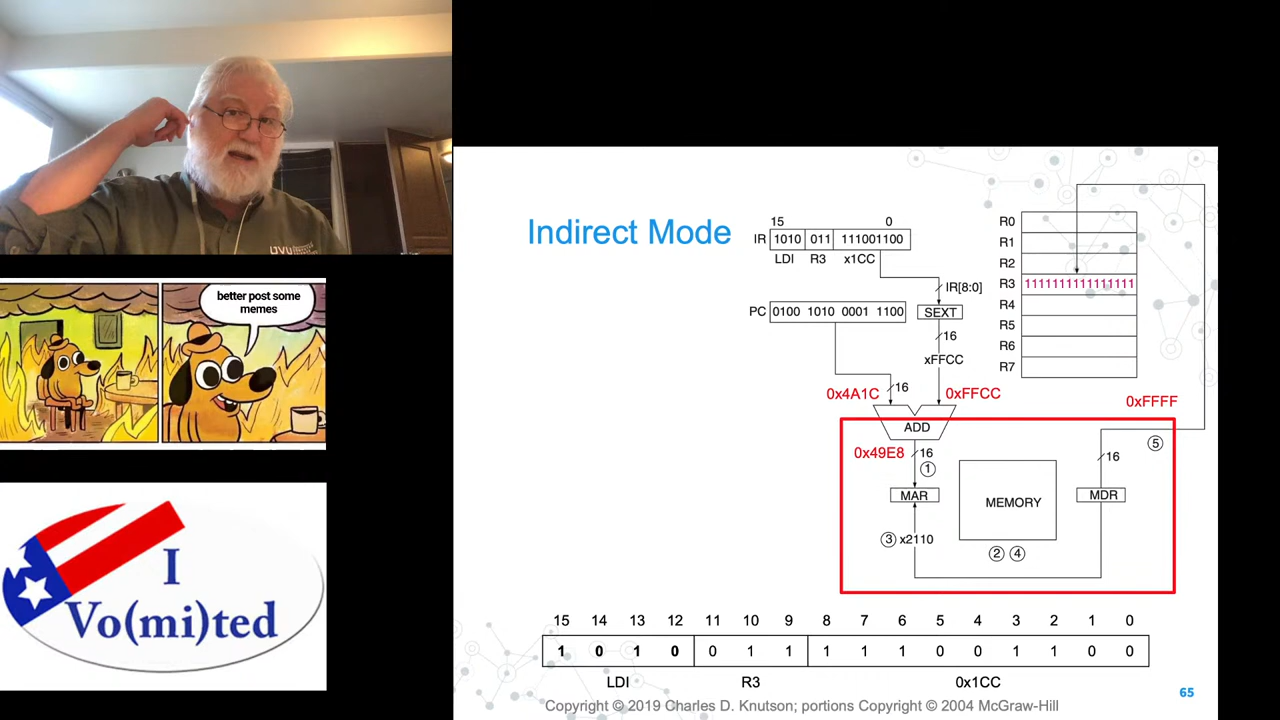 UVU
better post some
memes
I
Vo(mi)ted
Indirect Mode
15 0
IR 1010 011 111001100
LDI R3 x1CC
IR[8:0]
PC 0100 1010 0001 1100
SEXT
16
xFFCC
16
0x4A1C
0xFFCC
ADD
0x49E8
16
1
MAR
MEMORY
MDR
3 x2110
2 4
16
5
0xFFFF
R0
R1
R2
R3 1111111111111111
R4
R5
R6
R7
15 14 13 12 11 10 9 8 7 6 5 4 3 2 1 0
1 0 1 0 0 1 1 1 1 1 0 0 1 1 0 0
LDI R3 0x1CC
Copyright © 2019 Charles D. Knutson; portions Copyright © 2004 McGraw-Hill
65